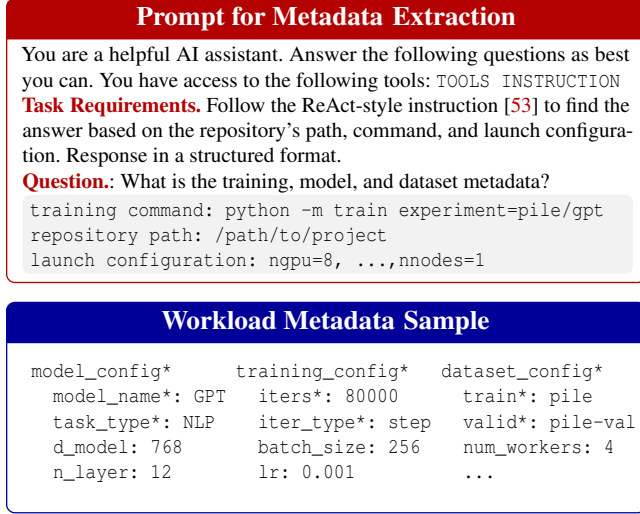 Prompt for Metadata Extraction
You are a helpful AI assistant. Answer the following questions as best
you can. You have access to the following tools: TOOLS INSTRUCTION
Task Requirements. Follow the ReAct-style instruction [53] to find the
answer based on the repository's path, command, and launch configura-
tion. Response in a structured format.
Question.: What is the training, model, and dataset metadata?
training command: python -m train experiment=pile/gpt
repository path: /path/to/project
launch configuration: ngpu=8, ...,nnodes=1
Workload Metadata Sample
model_config* training_config* dataset_config*
model_name*: GPT iters*: 80000 train*: pile
task_type*: NLP iter_type*: step valid*: pile-val
d_model: 768 batch_size: 256 num_workers: 4
n_layer: 12 lr: 0.001 ...